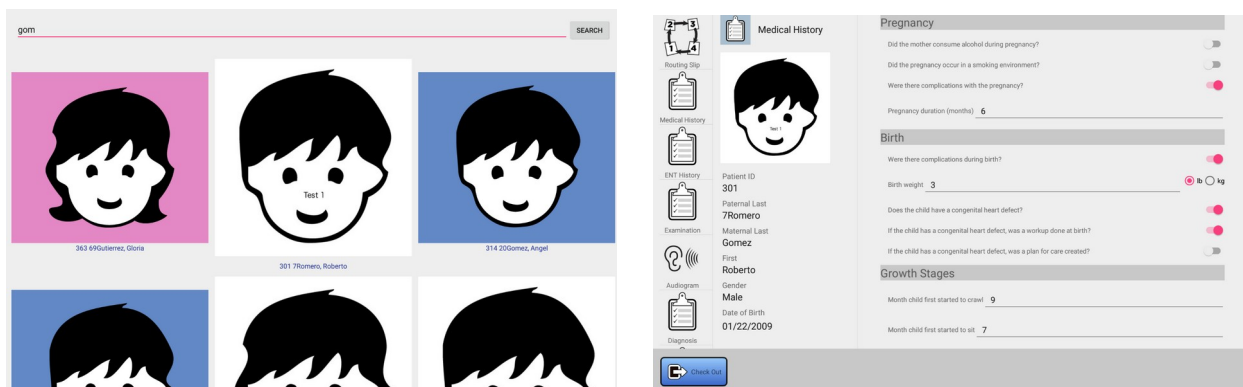 gom
SEARCH
Test 1
363 69Gutierrez, Gloria
301 7Romero, Roberto
314 20Gomez, Angel
2 3
1 4
Routing Slip
Medical History
ENT History
Examination
Audiogram
Diagnosis
Medical History
Test 1
Patient ID
301
Paternal Last
7Romero
Maternal Last
Gomez
First
Roberto
Gender
Male
Date of Birth
01/22/2009
Pregnancy
Did the mother consume alcohol during pregnancy?
Did the pregnancy occur in a smoking environment?
Were there complications with the pregnancy?
Pregnancy duration (months) 6
Birth
Were there complications during birth?
Birth weight 3 lb kg
Does the child have a congenital heart defect?
If the child has a congenital heart defect, was a workup done at birth?
If the child has a congenital heart defect, was a plan for care created?
Growth Stages
Month child first started to crawl 9
Month child first started to sit 7
Check Out